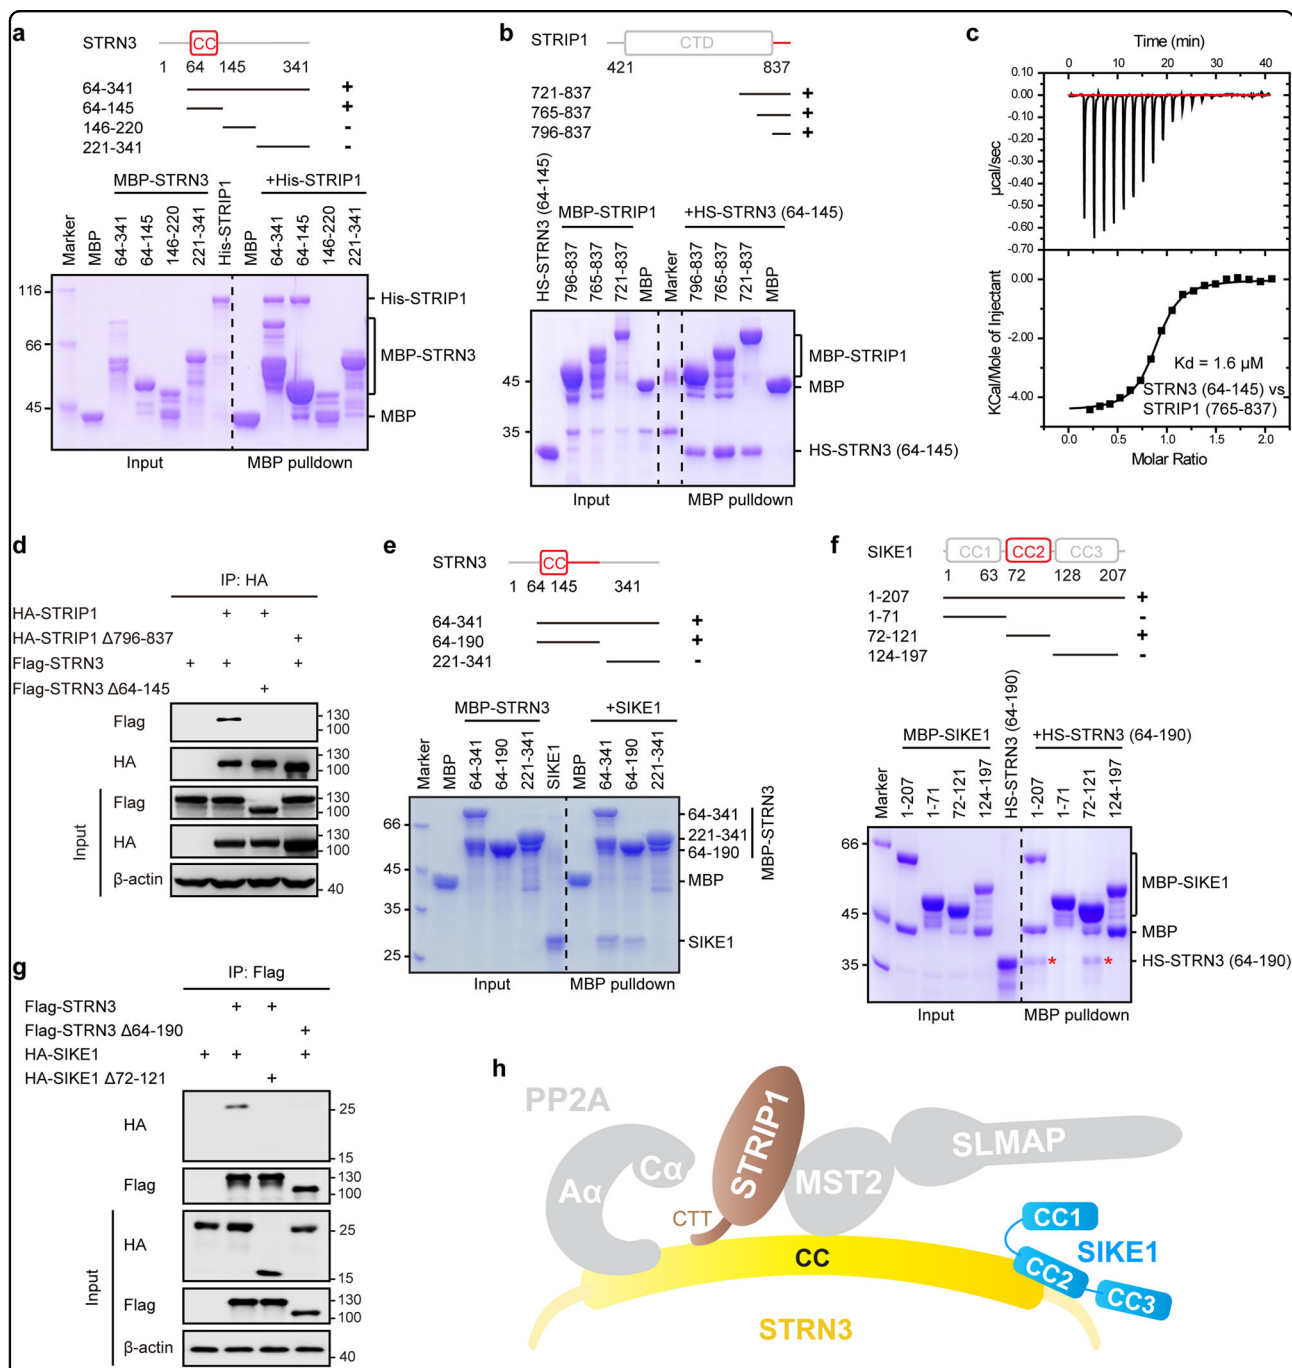 a
STRN3
CC
1 64 145 341
64-341 +
64-145 +
146-220 -
221-341 -
MBP-STRN3
+His-STRIP1
Marker
MBP
64-341
64-145
146-220
221-341
His-STRIP1
MBP
64-341
64-145
146-220
221-341
116
66
45
His-STRIP1
MBP-STRN3
MBP
Input
MBP pulldown
b
STRIP1
CTD
421 837
721-837 +
765-837 +
796-837 +
HS-STRN3 (64-145)
MBP-STRIP1
+HS-STRN3 (64-145)
796-837
765-837
721-837
MBP
Marker
796-837
765-837
721-837
MBP
45
35
MBP-STRIP1
MBP
HS-STRN3 (64-145)
Input
MBP pulldown
c
Time (min)
0 10 20 30 40
0.10
0.00
-0.10
-0.20
-0.30
-0.40
-0.50
-0.60
-0.70
µcal/sec
0.00
-2.00
-4.00
KCal/Mole of Injectant
Kd = 1.6 µM
STRN3 (64-145) vs
STRIP1 (765-837)
0.0 0.5 1.0 1.5 2.0
Molar Ratio
d
IP: HA
HA-STRIP1 + +
HA-STRIP1 Δ796-837 +
Flag-STRN3 + + +
Flag-STRN3 Δ64-145 +
Flag 130
100
HA 130
100
Input
Flag 130
100
HA 130
100
β-actin 40
e
STRN3
CC
1 64 145 341
64-341 +
64-190 +
221-341 -
MBP-STRN3
+SIKE1
Marker
MBP
64-341
64-190
221-341
SIKE1
MBP
64-341
64-190
221-341
66
45
35
25
64-341
221-341
64-190
MBP-STRN3
MBP
SIKE1
Input
MBP pulldown
f
SIKE1
CC1 CC2 CC3
1 63 72 128 207
1-207 +
1-71 -
72-121 +
124-197 -
MBP-SIKE1
HS-STRN3 (64-190)
+HS-STRN3 (64-190)
Marker
1-207
1-71
72-121
124-197
1-207
1-71
72-121
124-197
66
45
35
* *
MBP-SIKE1
MBP
HS-STRN3 (64-190)
Input
MBP pulldown
g
IP: Flag
Flag-STRN3 + +
Flag-STRN3 Δ64-190 +
HA-SIKE1 + + +
HA-SIKE1 Δ72-121 +
HA 25
15
Flag 130
100
Input
HA 25
15
Flag 130
100
β-actin 40
h
PP2A
Aα
Cα
STRIP1
CTT
MST2
SLMAP
CC
STRN3
CC1
SIKE1
CC2
CC3